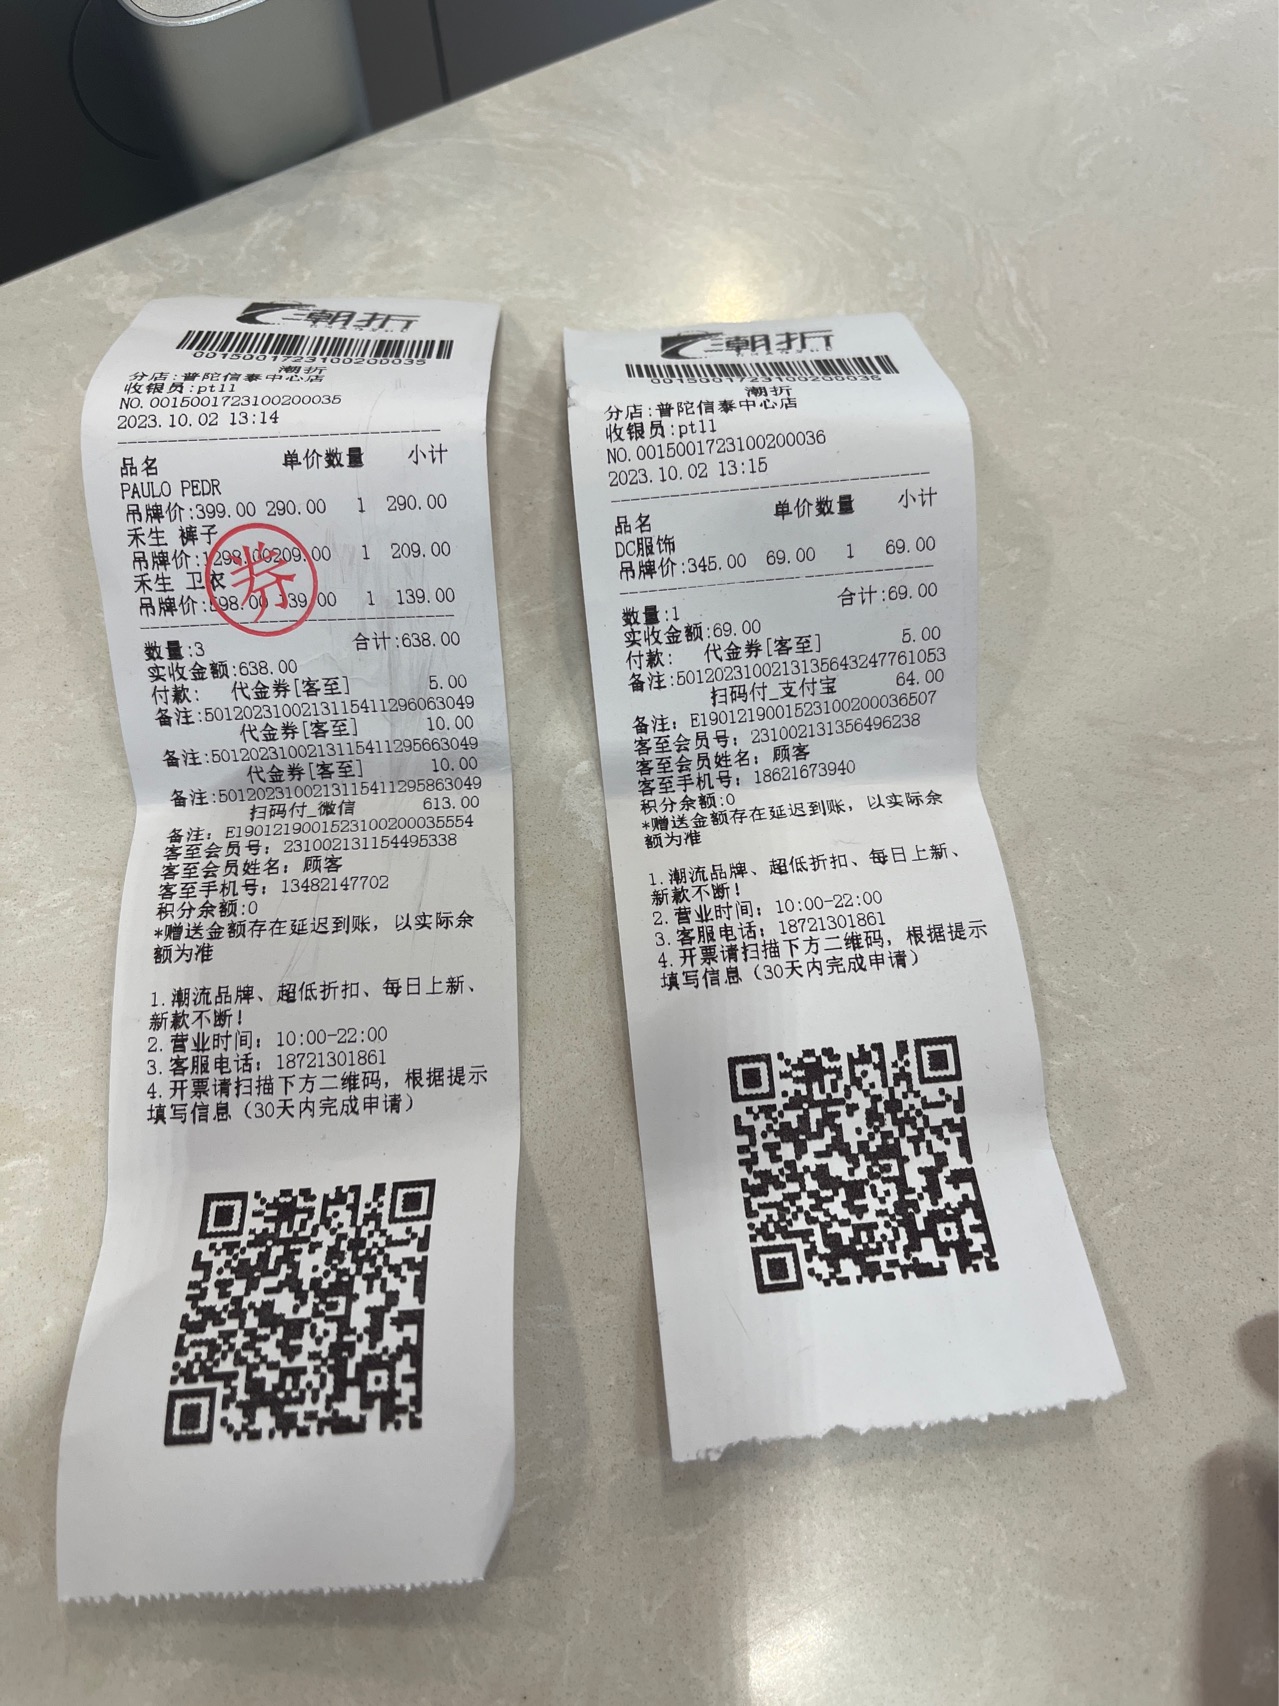 潮折
001500172310020 0035
潮折
分店:普陀信泰中心店
收银员:pt11
NO.0015001723100200035
2023.10.02 13:14
品名 单价数量 小计
PAULO PEDR
吊牌价:399.00 290.00 1 290.00
禾生 裤子
吊牌价:1298.00209.00 1 209.00
禾生 卫衣
吊牌价:598.00 139.00 1 139.00
券
数量:3 合计:638.00
实收金额:638.00
付款: 代金券[客至] 5.00
备注:50120231002131154112960630​49
代金券[客至] 10.00
备注:5012023100213115411295663049
代金券[客至] 10.00
备注:5012023100213115411295863049
扫码付_微信 613.00
备注: E1901219001523100200035554
客至会员号: 231002131154495338
客至会员姓名: 顾客
客至手机号: 13482147702
积分余额:0
*赠送金额存在延迟到账, 以实际余
额为准
1.潮流品牌、超低折扣、每日上新、
新款不断!
2.营业时间: 10:00-22:00
3.客服电话: 18721301861
4.开票请扫描下方二维码, 根据提示
填写信息 (30天内完成申请)
潮折
0015001723100200036
潮折
分店:普陀信泰中心店
收银员:pt11
NO.0015001723100200036
2023.10.02 13:15
品名 单价数量 小计
DC服饰
吊牌价:345.00 69.00 1 69.00
数量:1 合计:69.00
实收金额:69.00
付款: 代金券[客至] 5.00
备注:5012023100213135643247761053
扫码付_支付宝 64.00
备注: E19012190015231002000036507
客至会员号: 231002131356496238
客至会员姓名: 顾客
客至手机号: 18621673940
积分余额:0
*赠送金额存在延迟到账, 以实际余
额为准
1.潮流品牌、超低折扣、每日上新、
新款不断!
2.营业时间: 10:00-22:00
3.客服电话: 18721301861
4.开票请扫描下方二维码, 根据提示
填写信息 (30天内完成申请)